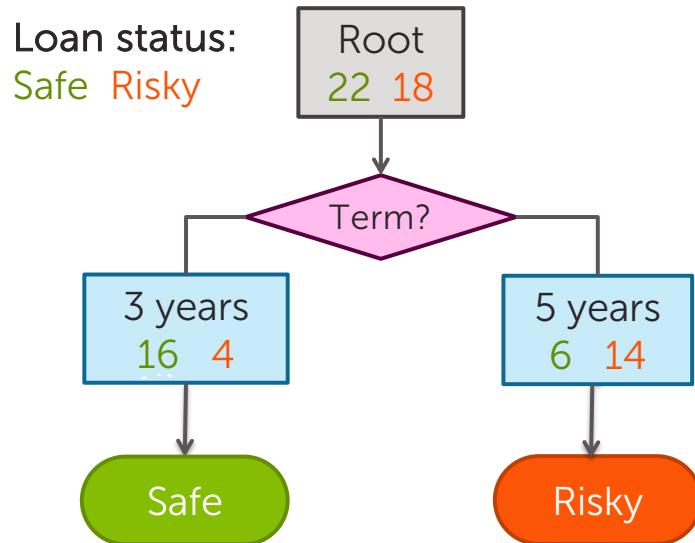 Loan status:
Safe Risky
Root
22 18
Term?
3 years
16 4
5 years
6 14
Safe
Risky